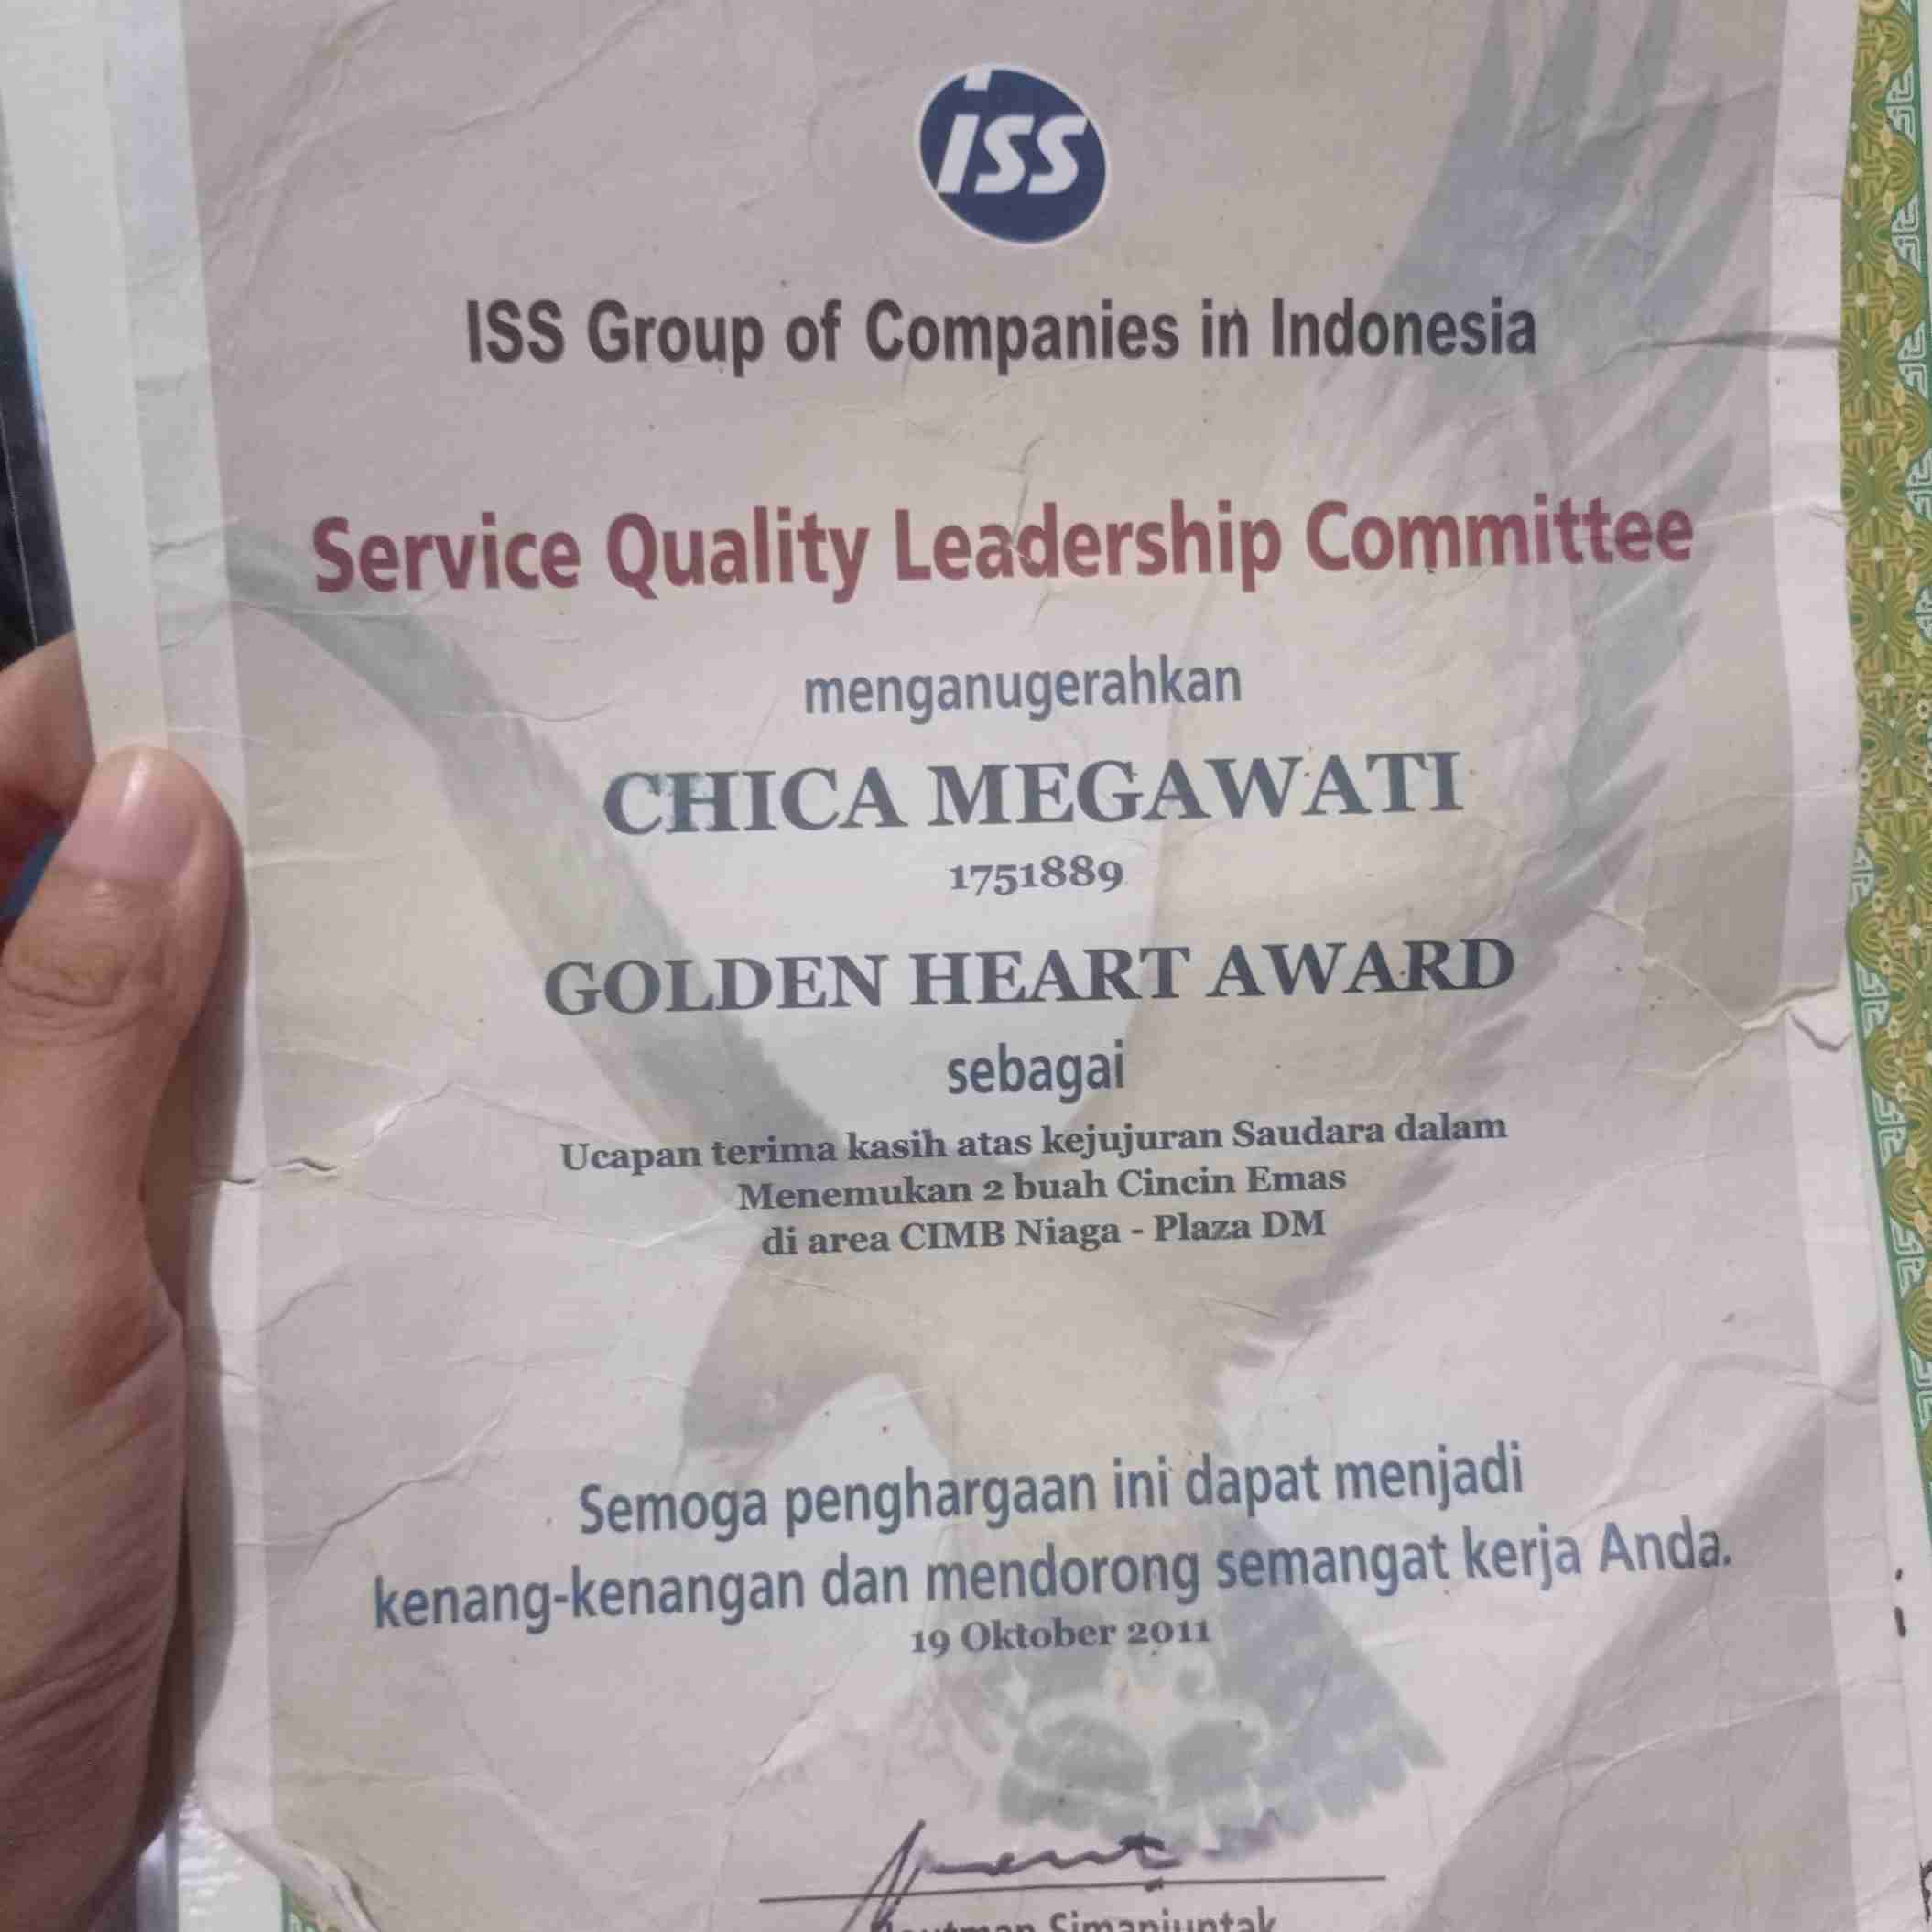 ISS
ISS Group of Companies in Indonesia
Service Quality Leadership Committee
menganugerahkan
CHICA MEGAWATI
1751889
GOLDEN HEART AWARD
sebagai
Ucapan terima kasih atas kejujuran Saudara dalam
Menemukan 2 buah Cincin Emas
di area CIMB Niaga - Plaza DM
Semoga penghargaan ini dapat menjadi
kenang-kenangan dan mendorong semangat kerja Anda.
19 Oktober 2011
Simanjuntak